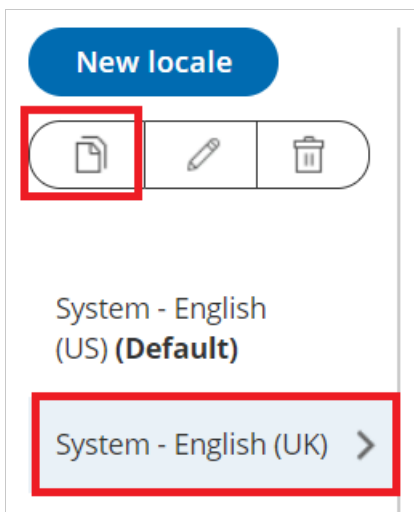 New locale
System - English
(US) (Default)
System - English (UK)